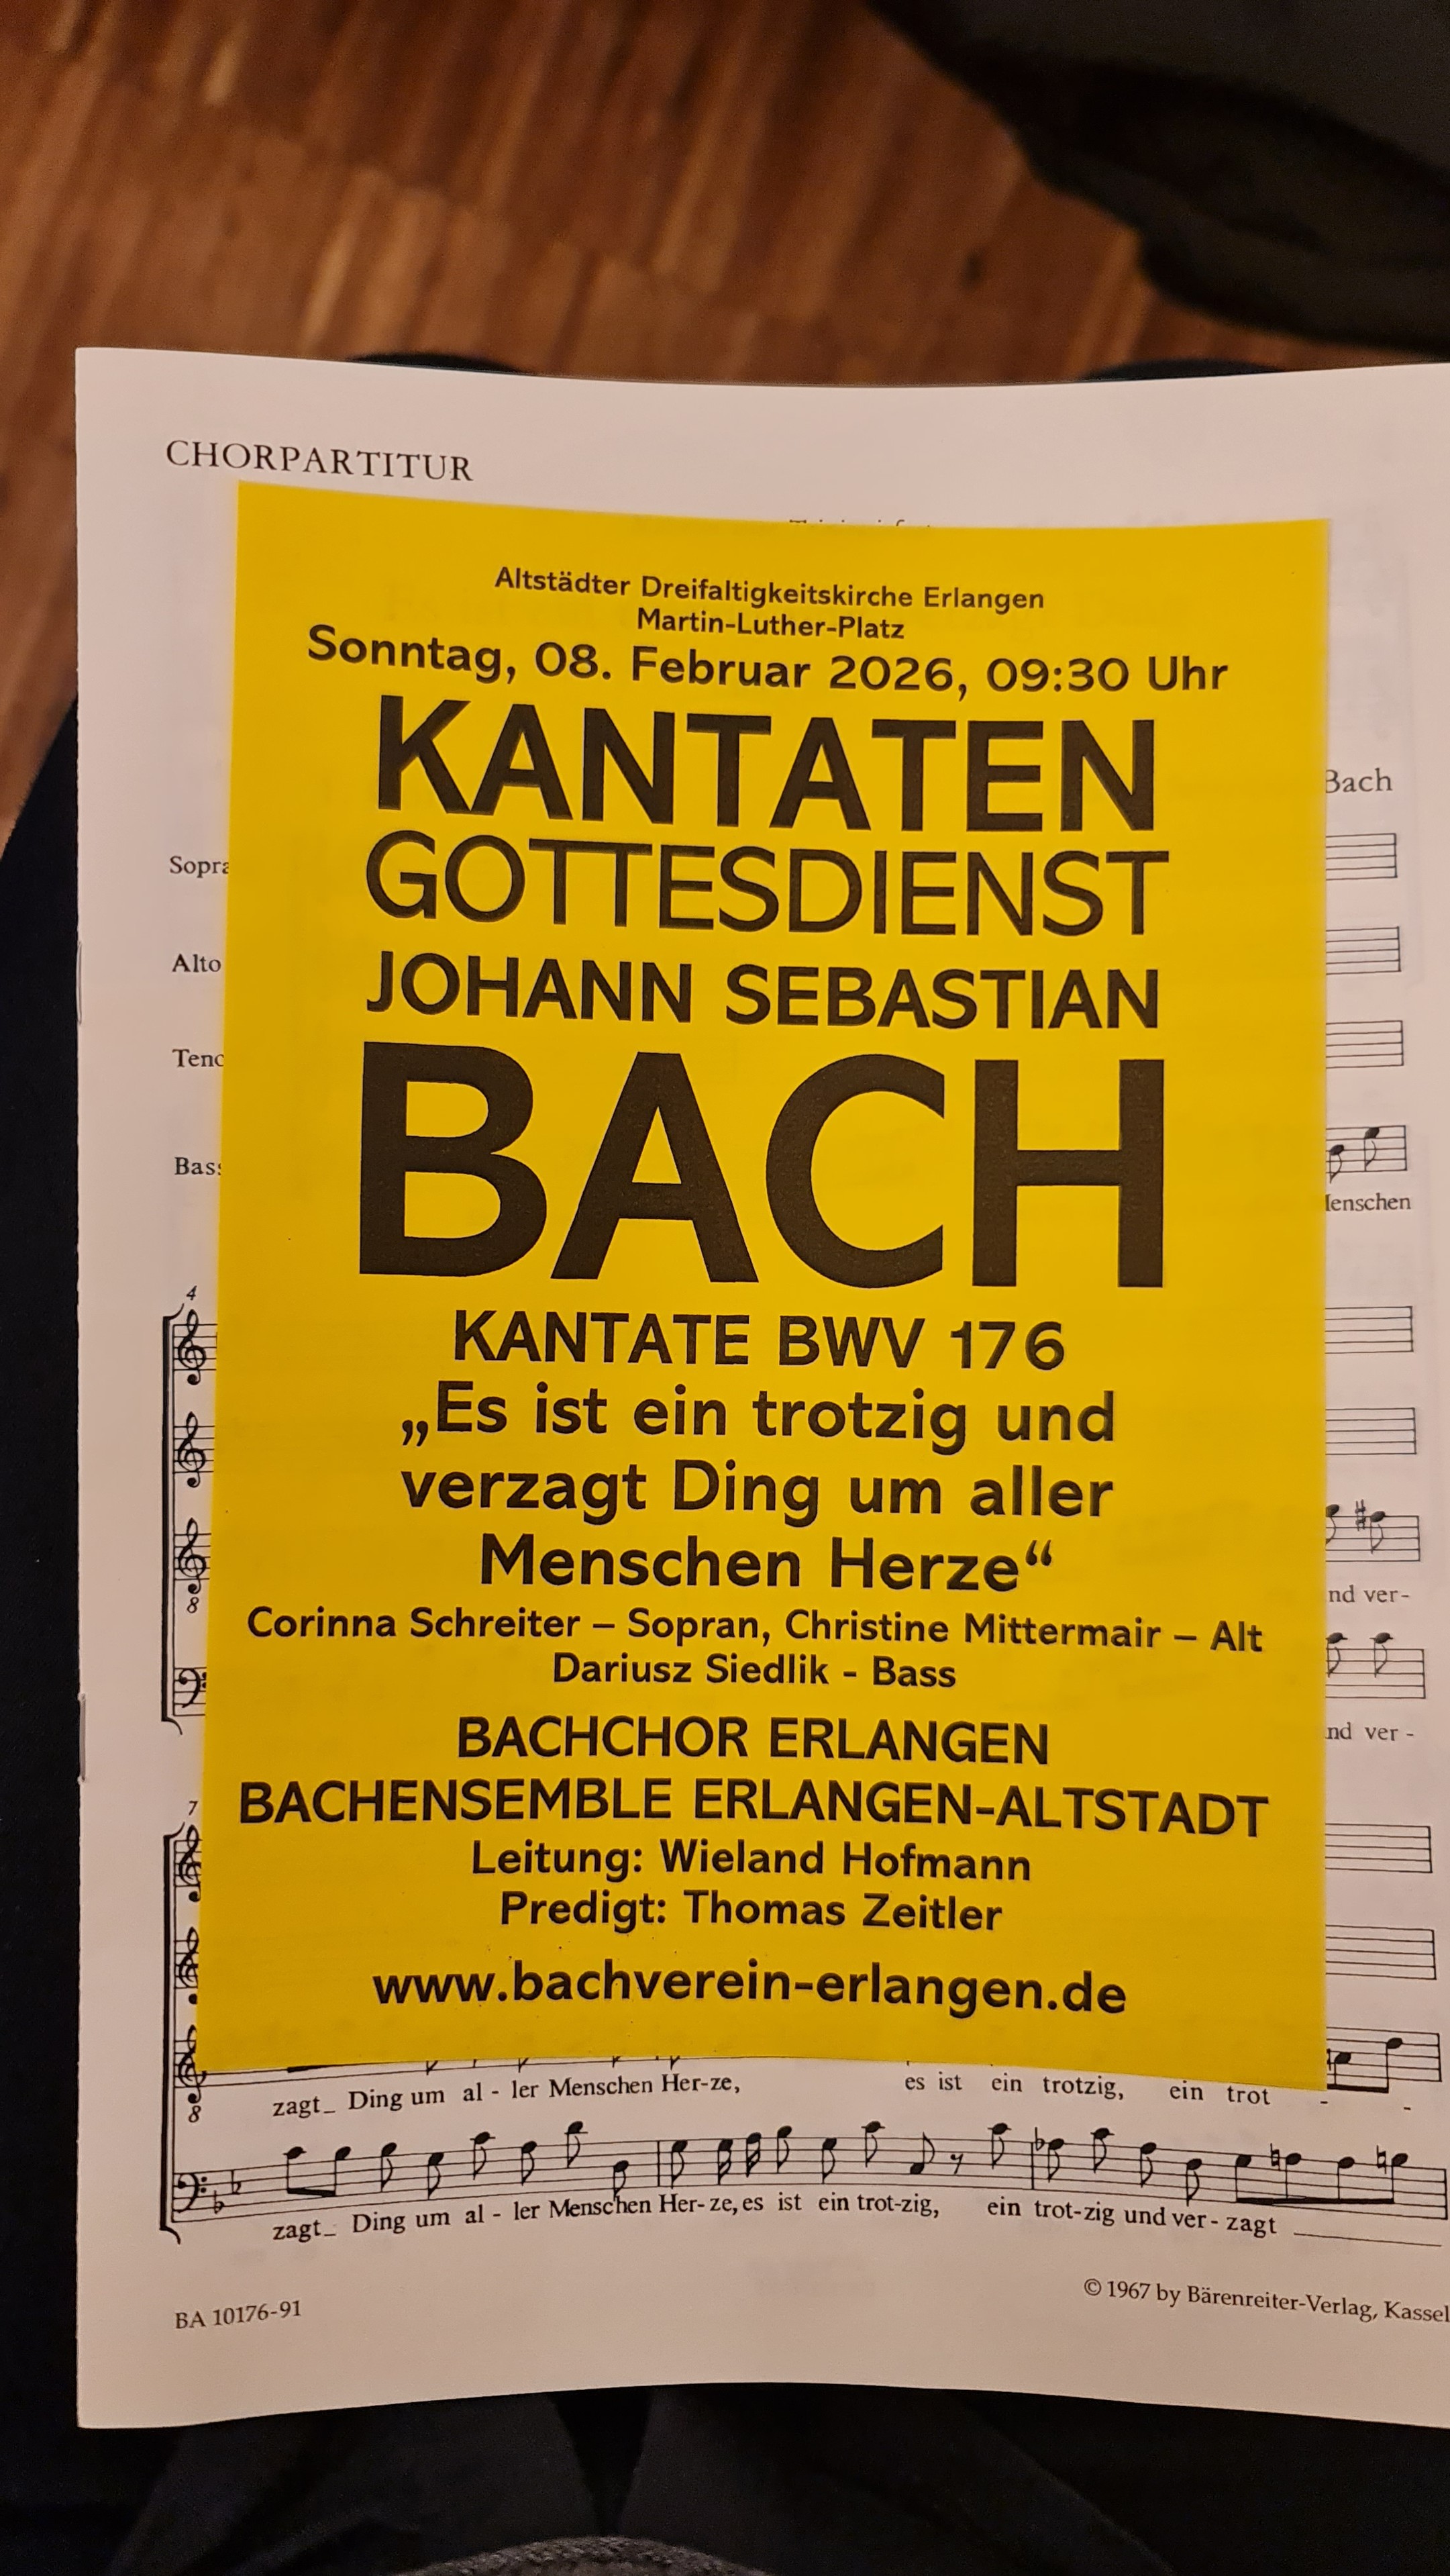 CHORPARTITUR
Altstädter Dreifaltigkeitskirche Erlangen
Martin-Luther-Platz
Sonntag, 08. Februar 2026, 09:30 Uhr
KANTATEN
GOTTESDIENST
JOHANN SEBASTIAN
BACH
KANTATE BWV 176
„Es ist ein trotzig und
verzagt Ding um aller
Menschen Herze“
Corinna Schreiter – Sopran, Christine Mittermair – Alt
Dariusz Siedlik - Bass
BACHCHOR ERLANGEN
BACHENSEMBLE ERLANGEN-ALTSTADT
Leitung: Wieland Hofmann
Predigt: Thomas Zeitler
www.bachverein-erlangen.de
Bach
Alto
4
8
nd ver-
nd ver -
7
8
zagt_ Ding um al - ler Menschen Her-ze, es ist ein trotzig, ein trot - -
zagt_ Ding um al - ler Menschen Her-ze, es ist ein trot-zig, ein trot-zig und ver-zagt
BA 10176-91
© 1967 by Bärenreiter-Verlag, Kassel